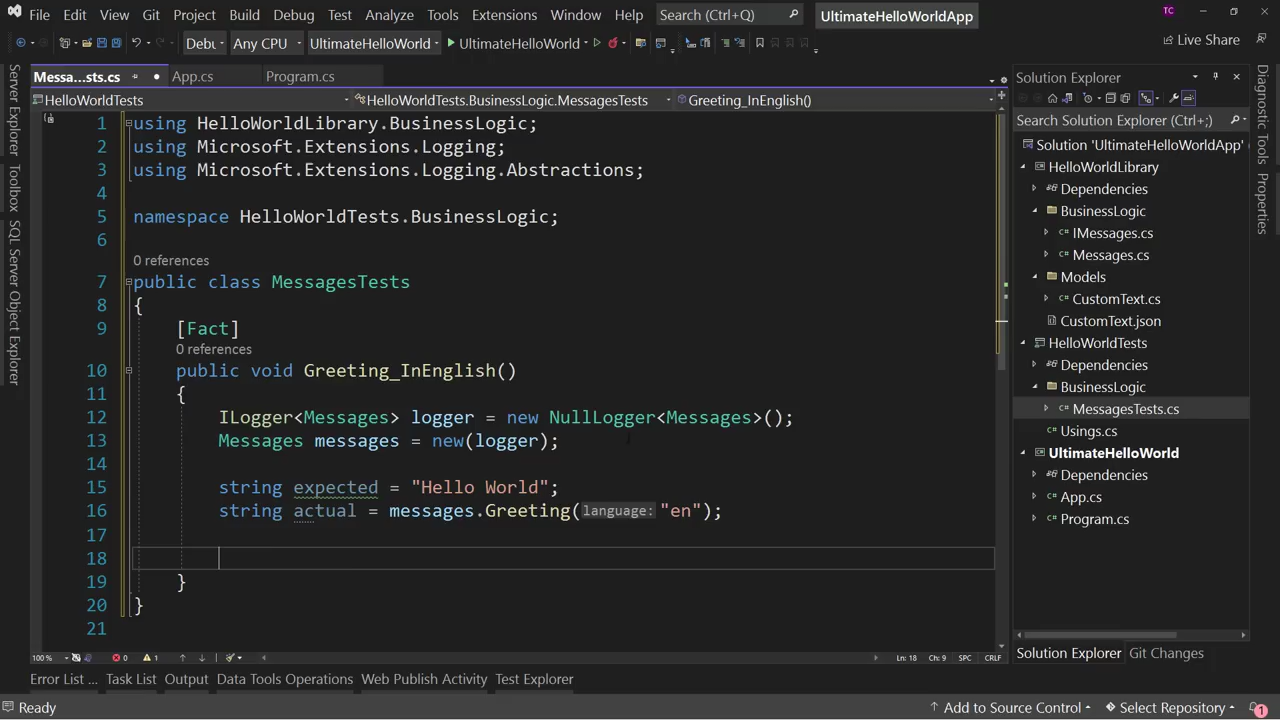 File Edit View Git Project Build Debug Test Analyze Tools Extensions Window Help Search (Ctrl+Q) UltimateHelloWorldApp TC
Debu Any CPU UltimateHelloWorld UltimateHelloWorld Live Share
Messa...sts.cs App.cs Program.cs
HelloWorldTests HelloWorldTests.BusinessLogic.MessagesTests Greeting_InEnglish()
Server Explorer
Toolbox
SQL Server Object Explorer
1 using HelloWorldLibrary.BusinessLogic;
2 using Microsoft.Extensions.Logging;
3 using Microsoft.Extensions.Logging.Abstractions;
4
5 namespace HelloWorldTests.BusinessLogic;
6
0 references
7 public class MessagesTests
8 {
9 [Fact]
0 references
10 public void Greeting_InEnglish()
11 {
12 ILogger<Messages> logger = new NullLogger<Messages>();
13 Messages messages = new(logger);
14
15 string expected = "Hello World";
16 string actual = messages.Greeting(language: "en");
17
18
19 }
20 }
21
100 % 0 1 Ln: 18 Ch: 9 SPC CRLF
Solution Explorer
Search Solution Explorer (Ctrl+;)
Solution 'UltimateHelloWorldApp'
HelloWorldLibrary
Dependencies
BusinessLogic
IMessages.cs
Messages.cs
Models
CustomText.cs
CustomText.json
HelloWorldTests
Dependencies
BusinessLogic
MessagesTests.cs
Usings.cs
UltimateHelloWorld
Dependencies
App.cs
Program.cs
Solution Explorer Git Changes
Diagnostic Tools
Properties
Error List ... Task List Output Data Tools Operations Web Publish Activity Test Explorer
Ready Add to Source Control Select Repository 1